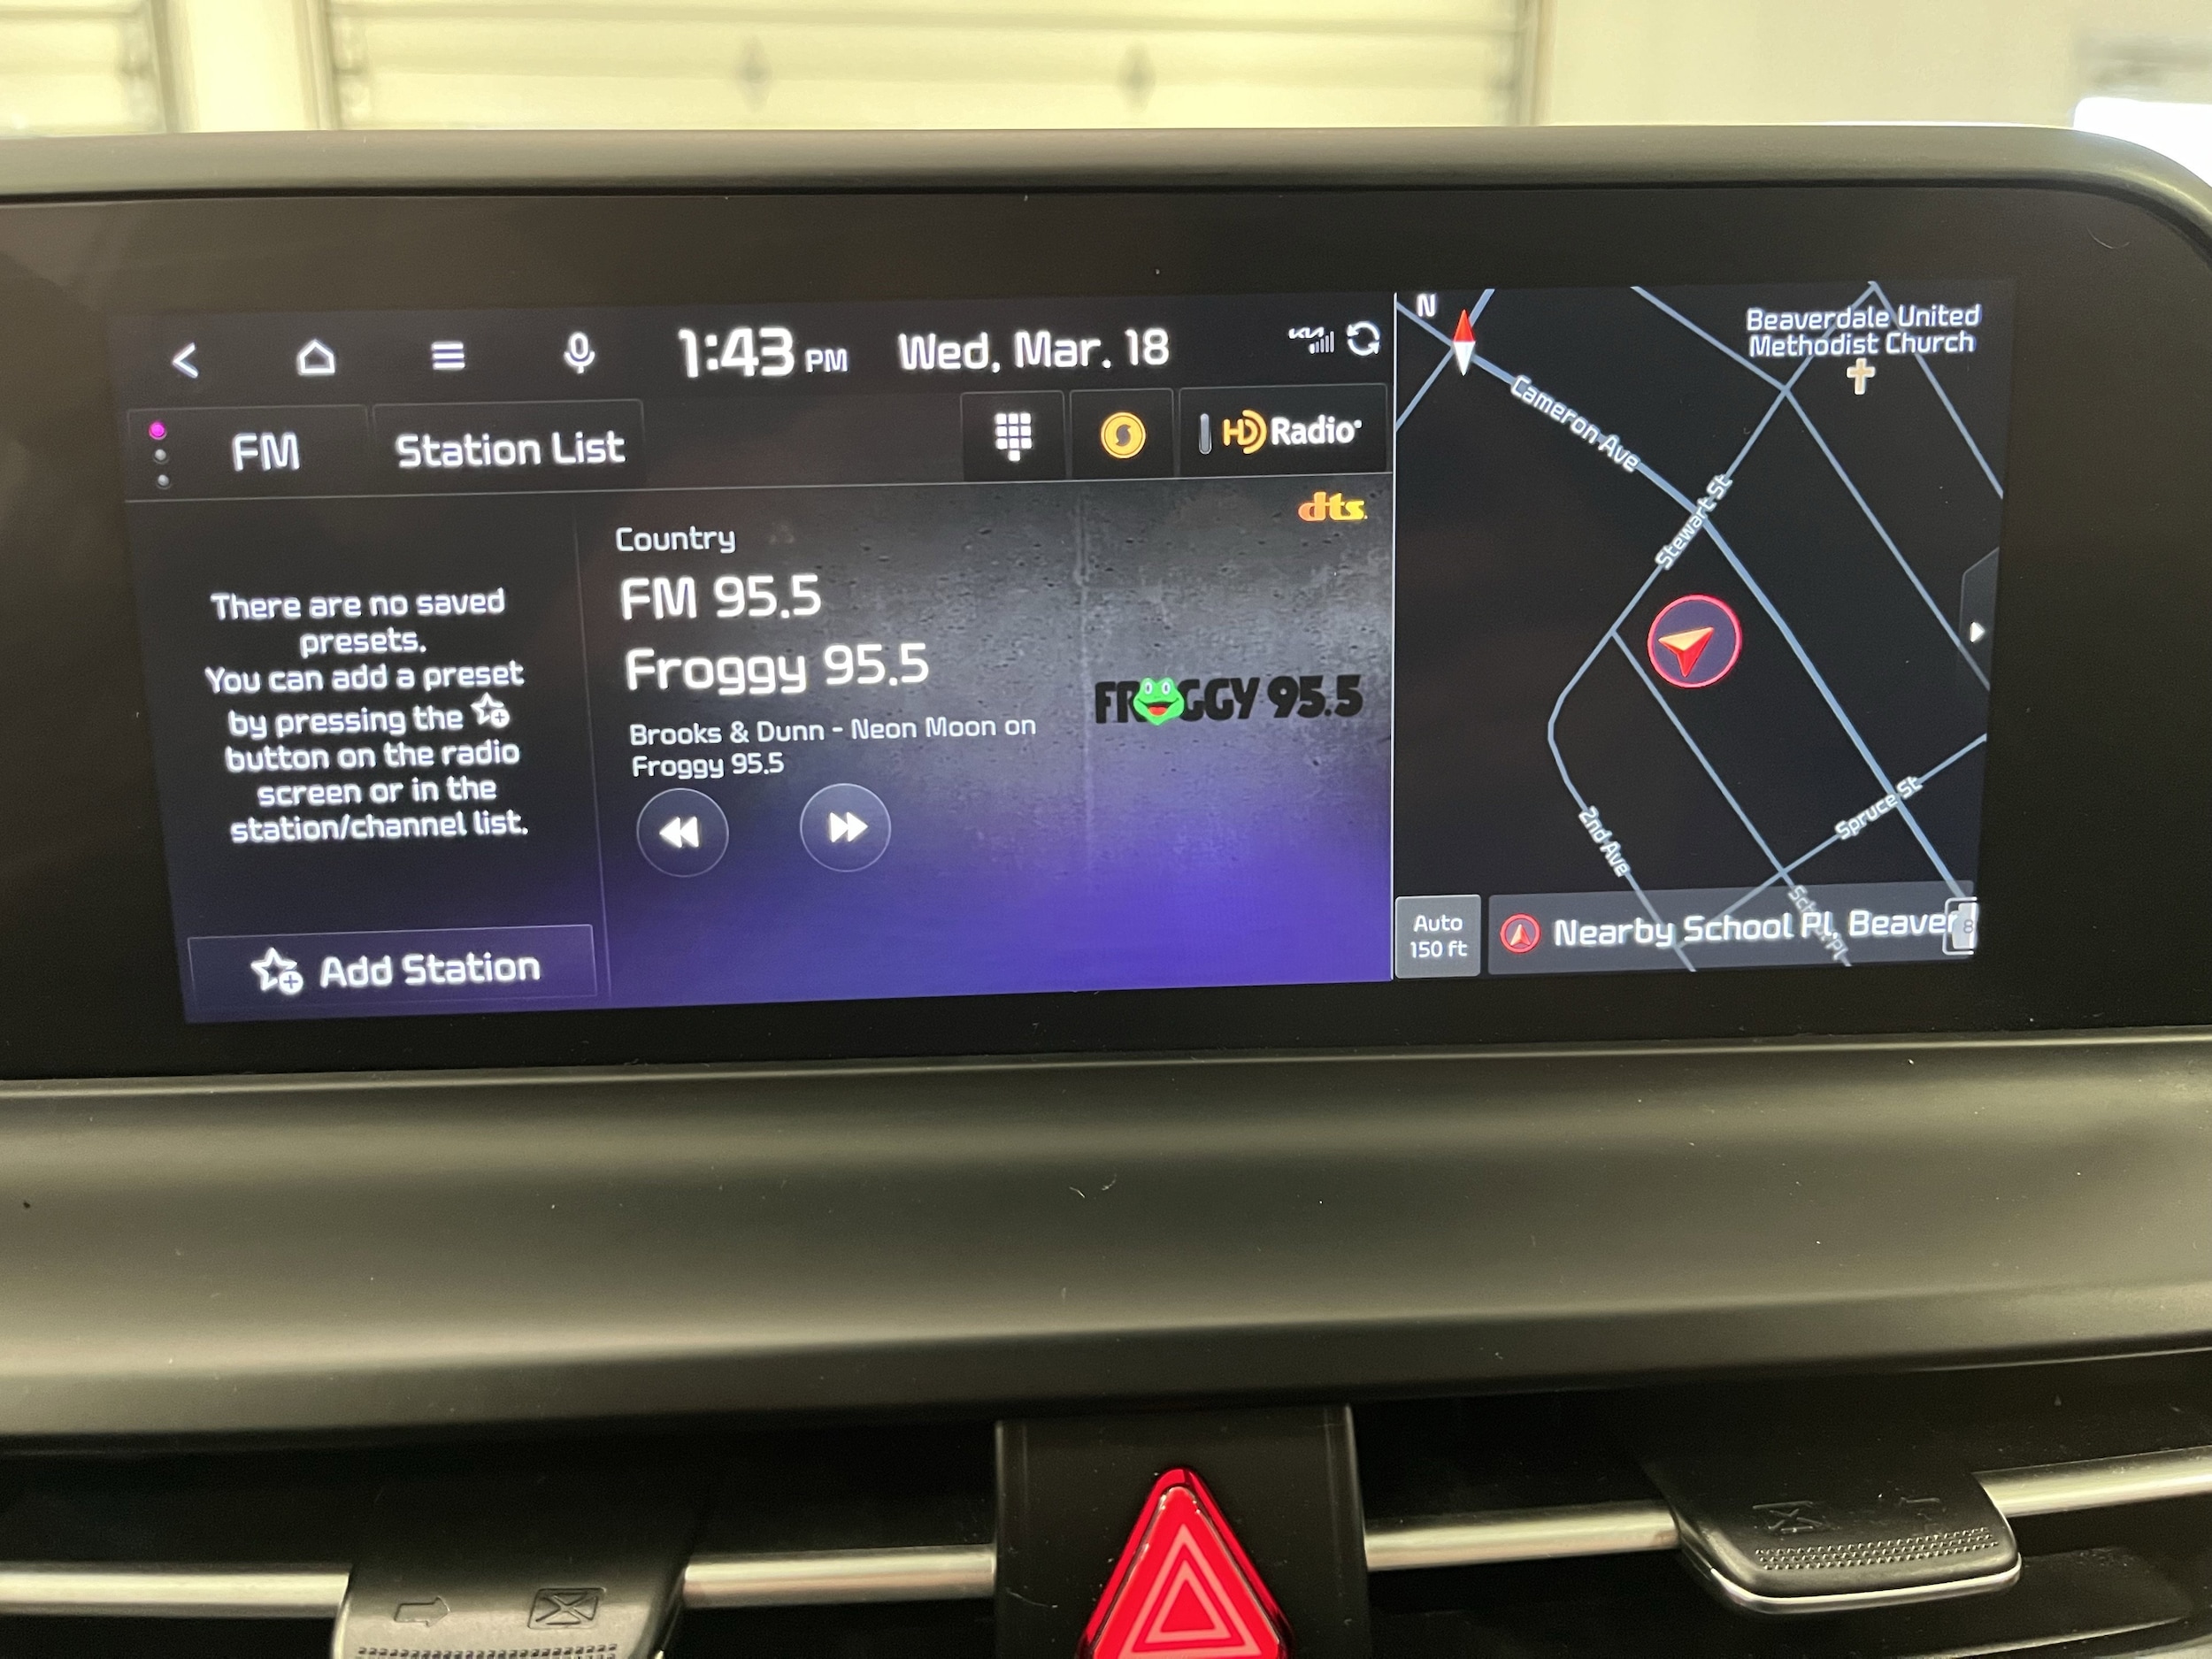 1:43 PM Wed, Mar. 18
FM Station List HD Radio
dts
There are no saved
presets.
You can add a preset
by pressing the
button on the radio
screen or in the
station/channel list.
Add Station
Country
FM 95.5
Froggy 95.5
Brooks & Dunn - Neon Moon on
Froggy 95.5
FROGGY 95.5
N
Beaverdale United
Methodist Church
Cameron Ave
Stewart St
Spruce St
2nd Ave
Auto
150 ft
Nearby School Pl, Beaver